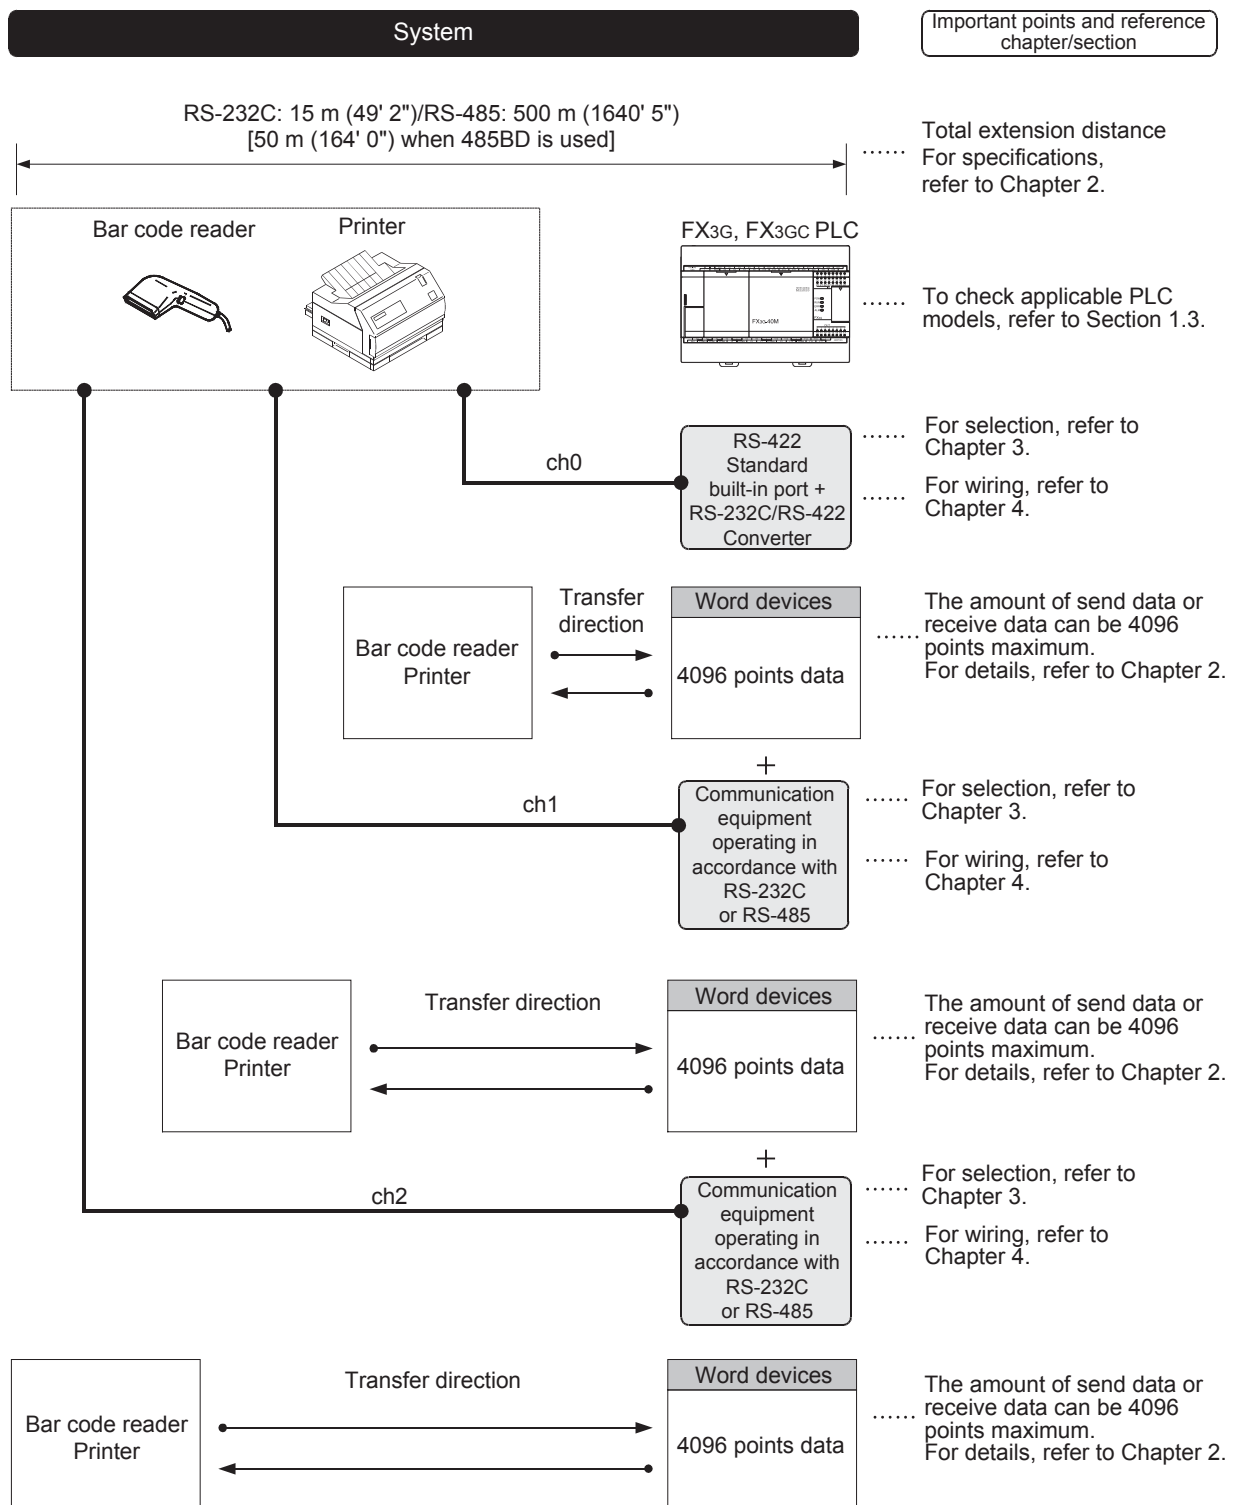 System
Important points and reference
chapter/section
RS-232C: 15 m (49' 2")/RS-485: 500 m (1640' 5")
[50 m (164' 0") when 485BD is used]
Total extension distance
For specifications,
refer to Chapter 2.
Bar code reader
Printer
FX3G, FX3GC PLC
FX3G-40M
To check applicable PLC
models, refer to Section 1.3.
ch0
RS-422
Standard
built-in port +
RS-232C/RS-422
Converter
For selection, refer to
Chapter 3.
For wiring, refer to
Chapter 4.
Bar code reader
Printer
Transfer
direction
Word devices
4096 points data
The amount of send data or
receive data can be 4096
points maximum.
For details, refer to Chapter 2.
+
ch1
Communication
equipment
operating in
accordance with
RS-232C
or RS-485
For selection, refer to
Chapter 3.
For wiring, refer to
Chapter 4.
Bar code reader
Printer
Transfer direction
Word devices
4096 points data
The amount of send data or
receive data can be 4096
points maximum.
For details, refer to Chapter 2.
+
ch2
Communication
equipment
operating in
accordance with
RS-232C
or RS-485
For selection, refer to
Chapter 3.
For wiring, refer to
Chapter 4.
Bar code reader
Printer
Transfer direction
Word devices
4096 points data
The amount of send data or
receive data can be 4096
points maximum.
For details, refer to Chapter 2.